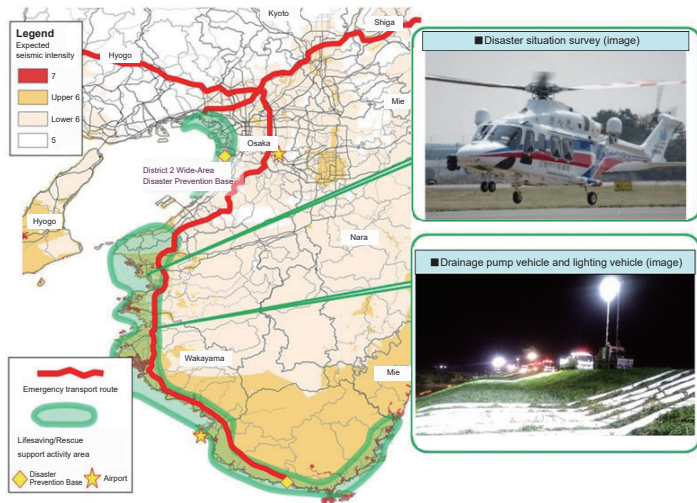 Legend
Expected
seismic intensity
7
Upper 6
Lower 6
5
Kyoto
Shiga
Hyogo
Mie
Osaka
District 2 Wide-Area
Disaster Prevention Base
Hyogo
Nara
Wakayama
Mie
Emergency transport route
Lifesaving/Rescue
support activity area
Disaster
Prevention Base
Airport
■Disaster situation survey (image)
■Drainage pump vehicle and lighting vehicle (image)